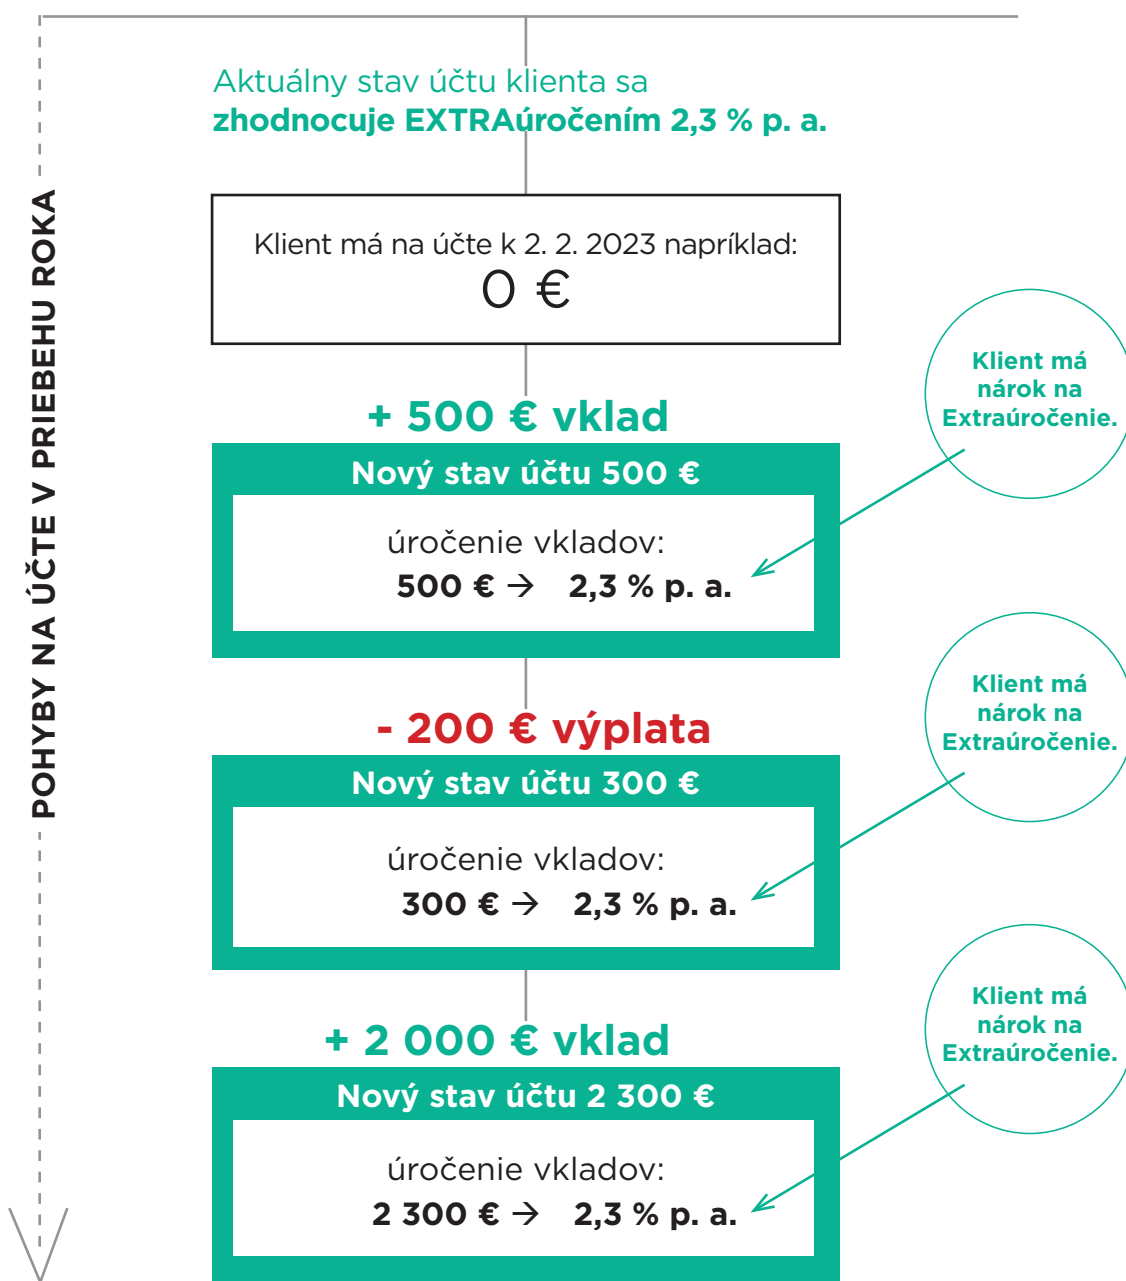 POHYBY NA ÚČTE V PRIEBEHU ROKA
Aktuálny stav účtu klienta sa
zhodnocuje EXTRAúročením 2,3 % p. a.
Klient má na účte k 2. 2. 2023 napríklad:
0 €
+ 500 € vklad
Nový stav účtu 500 €
úročenie vkladov:
500 € → 2,3 % p. a.
Klient má
nárok na
Extraúročenie.
- 200 € výplata
Nový stav účtu 300 €
úročenie vkladov:
300 € → 2,3 % p. a.
Klient má
nárok na
Extraúročenie.
+ 2 000 € vklad
Nový stav účtu 2 300 €
úročenie vkladov:
2 300 € → 2,3 % p. a.
Klient má
nárok na
Extraúročenie.